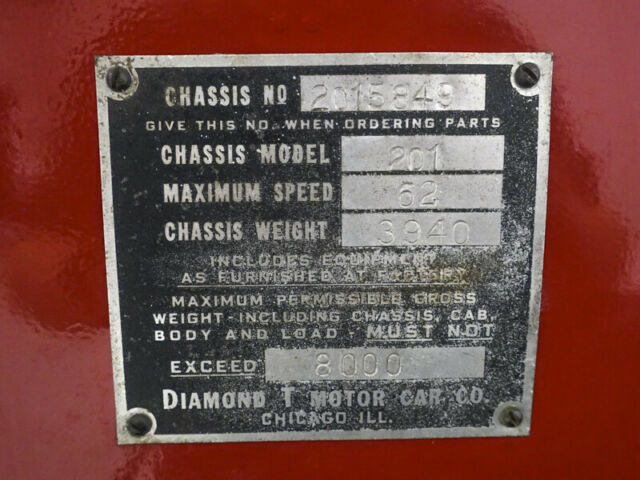 CHASSIS NO 2015849
GIVE THIS NO. WHEN ORDERING PARTS
CHASSIS MODEL 201
MAXIMUM SPEED 62
CHASSIS WEIGHT 3940
INCLUDES EQUIPMENT
AS FURNISHED AT FACTORY
MAXIMUM PERMISSIBLE GROSS
WEIGHT-INCLUDING CHASSIS, CAB,
BODY AND LOAD - MUST NOT
EXCEED 8000
DIAMOND T MOTOR CAR CO.
CHICAGO ILL.